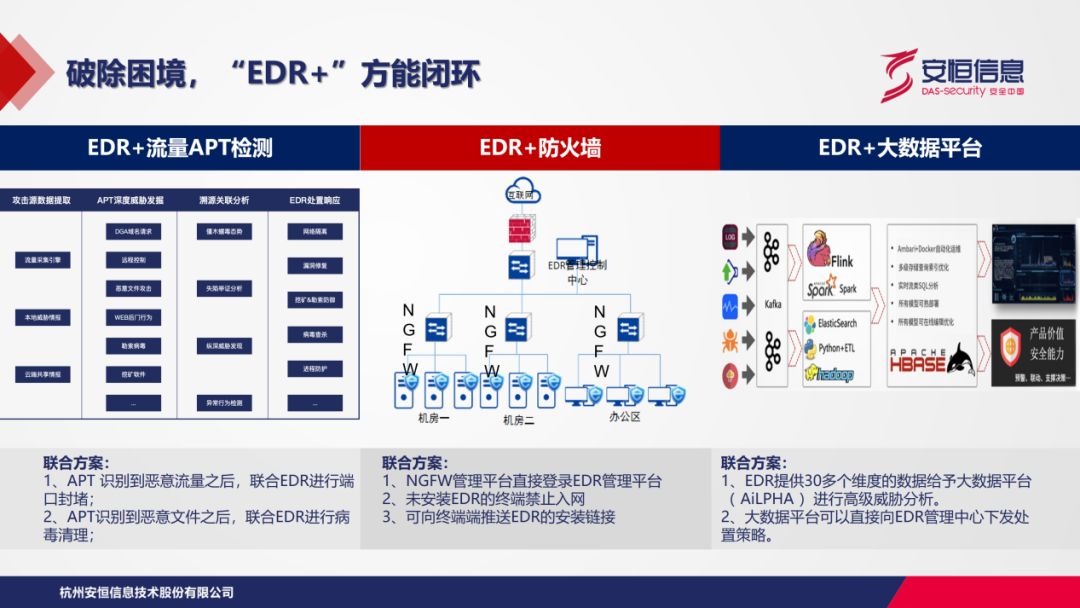 破除困境，“EDR+”方能闭环
安恒信息
DAS-security 安全中国
EDR+流量APT检测
EDR+防火墙
EDR+大数据平台
攻击源数据提取
APT深度威胁发掘
溯源关联分析
EDR处置响应
流量采集引擎
本地威胁情报
云端共享情报
DGA域名请求
远程控制
恶意文件攻击
WEB后门行为
勒索病毒
挖矿软件
...
僵木蠕毒态势
失陷举证分析
纵深威胁发现
异常行为检测
网络隔离
漏洞修复
挖矿&勒索防御
病毒查杀
进程防护
...
互联网
EDR管理控制
中心
NGFW
NGFW
NGFW
机房一
机房二
办公区
LOG
Kafka
Flink
Spark
Spark
ElasticSearch
Python+ETL
hadoop
• Ambari+Docker自动化运维
• 多级存储查询索引优化
• 实时流类SQL分析
• 所有模型可热部署
• 所有模型可在线编辑优化
APACHE
HBASE
产品价值
安全能力
预警、联动、支撑决策…
联合方案：
1、APT 识别到恶意流量之后，联合EDR进行端
口封堵；
2、APT识别到恶意文件之后，联合EDR进行病
毒清理；
联合方案：
1、NGFW管理平台直接登录EDR管理平台
2、未安装EDR的终端禁止入网
3、可向终端端推送EDR的安装链接
联合方案：
1、EDR提供30多个维度的数据给予大数据平台
（ AiLPHA ）进行高级威胁分析。
2、大数据平台可以直接向EDR管理中心下发处
置策略。
杭州安恒信息技术股份有限公司